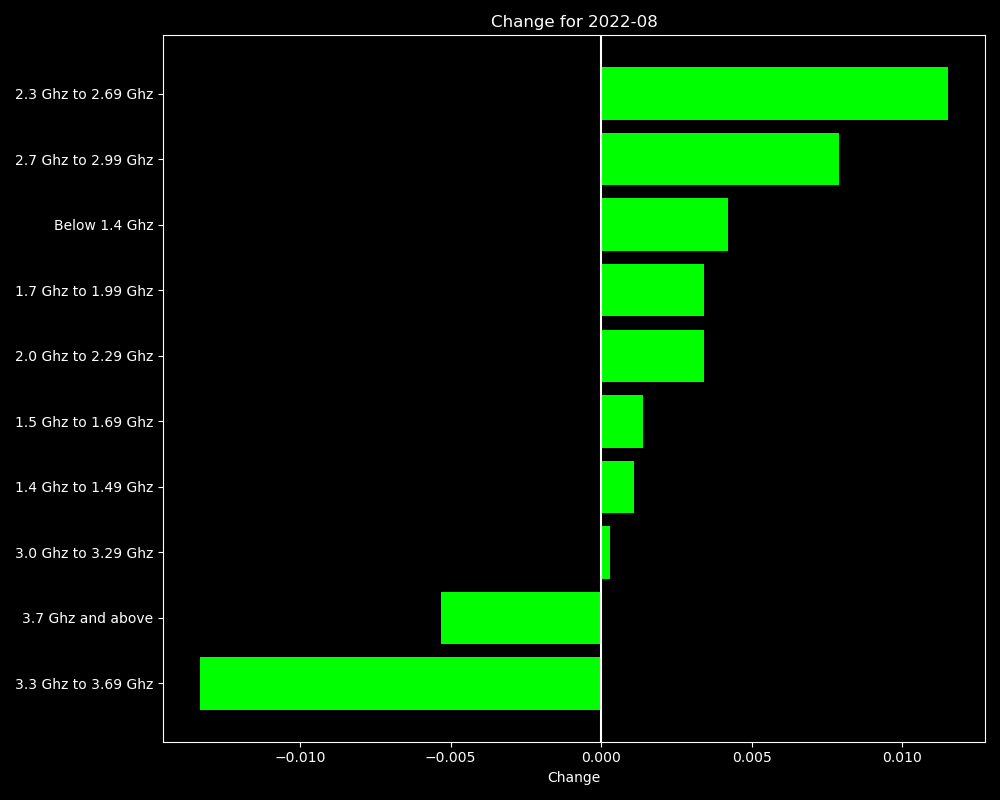 Change for 2022-08
2.3 Ghz to 2.69 Ghz
2.7 Ghz to 2.99 Ghz
Below 1.4 Ghz
1.7 Ghz to 1.99 Ghz
2.0 Ghz to 2.29 Ghz
1.5 Ghz to 1.69 Ghz
1.4 Ghz to 1.49 Ghz
3.0 Ghz to 3.29 Ghz
3.7 Ghz and above
3.3 Ghz to 3.69 Ghz
−0.010 −0.005 0.000 0.005 0.010
Change